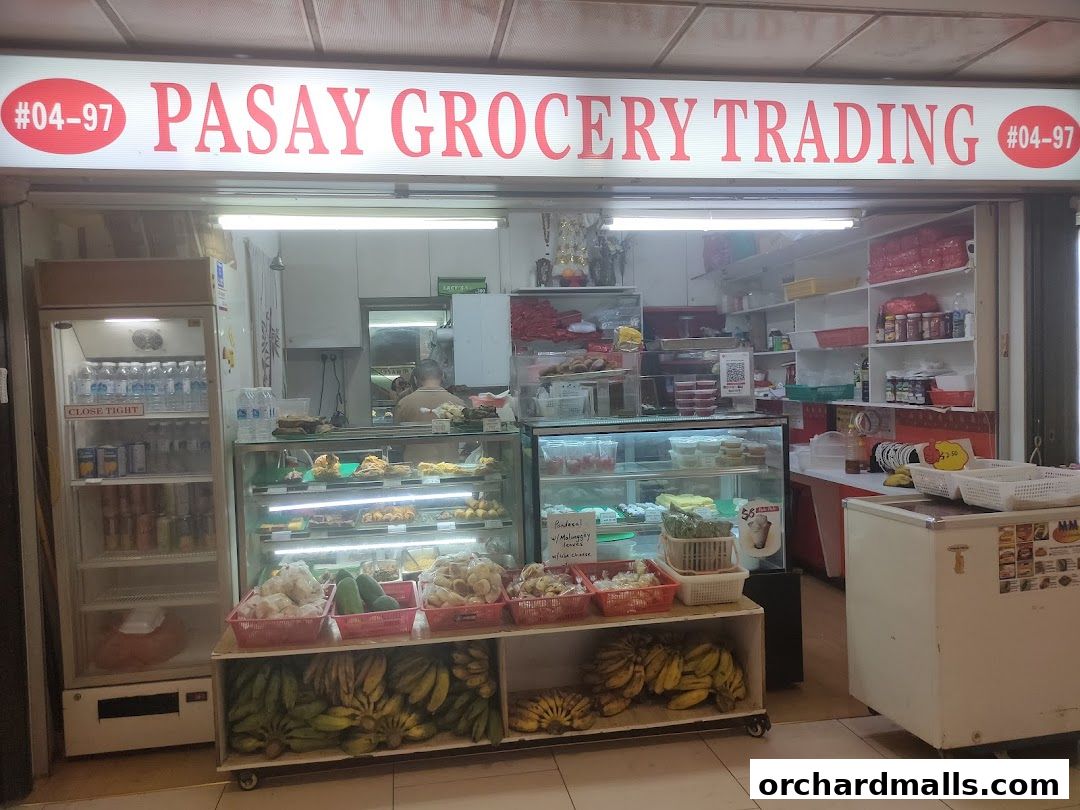 #04-97
PASAY GROCERY TRADING
#04-97
CLOSE TIGHT
Pandesal
w/ Malunggay
leaves
w/ube cheese
$6
orchardmalls.com